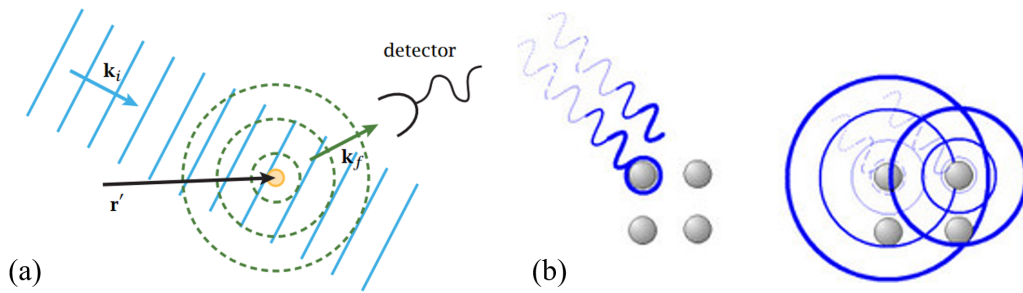 detector
k_i
k_f
r′
(a)
(b)